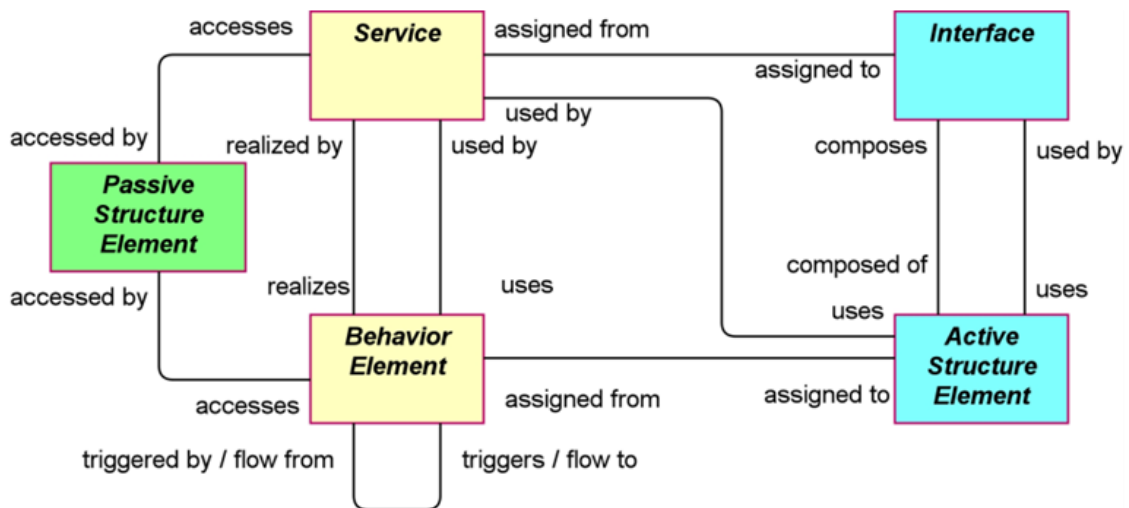 accesses
Service
assigned from
Interface
assigned to
used by
accessed by
realized by
used by
composes
used by
Passive
Structure
Element
composed of
accessed by
realizes
uses
uses
uses
Behavior
Element
Active
Structure
Element
accesses
assigned from
assigned to
triggered by / flow from
triggers / flow to